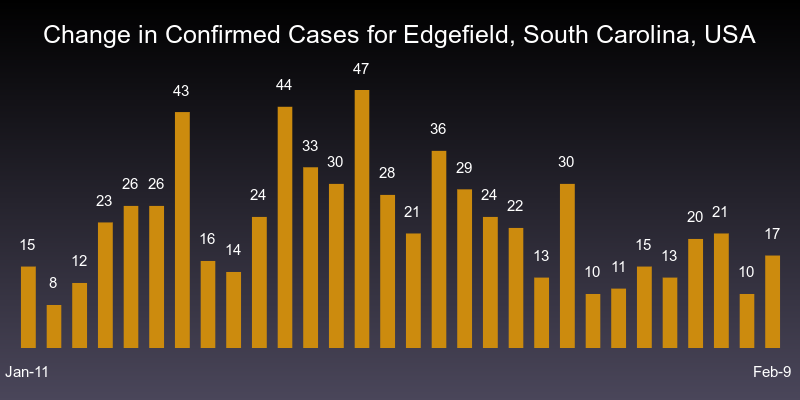 Change in Confirmed Cases for Edgefield, South Carolina, USA
15 8 12 23 26 26 43 16 14 24 44 33 30 47 28 21 36 29 24 22 13 30 10 11 15 13 20 21 10 17
Jan-11 Feb-9